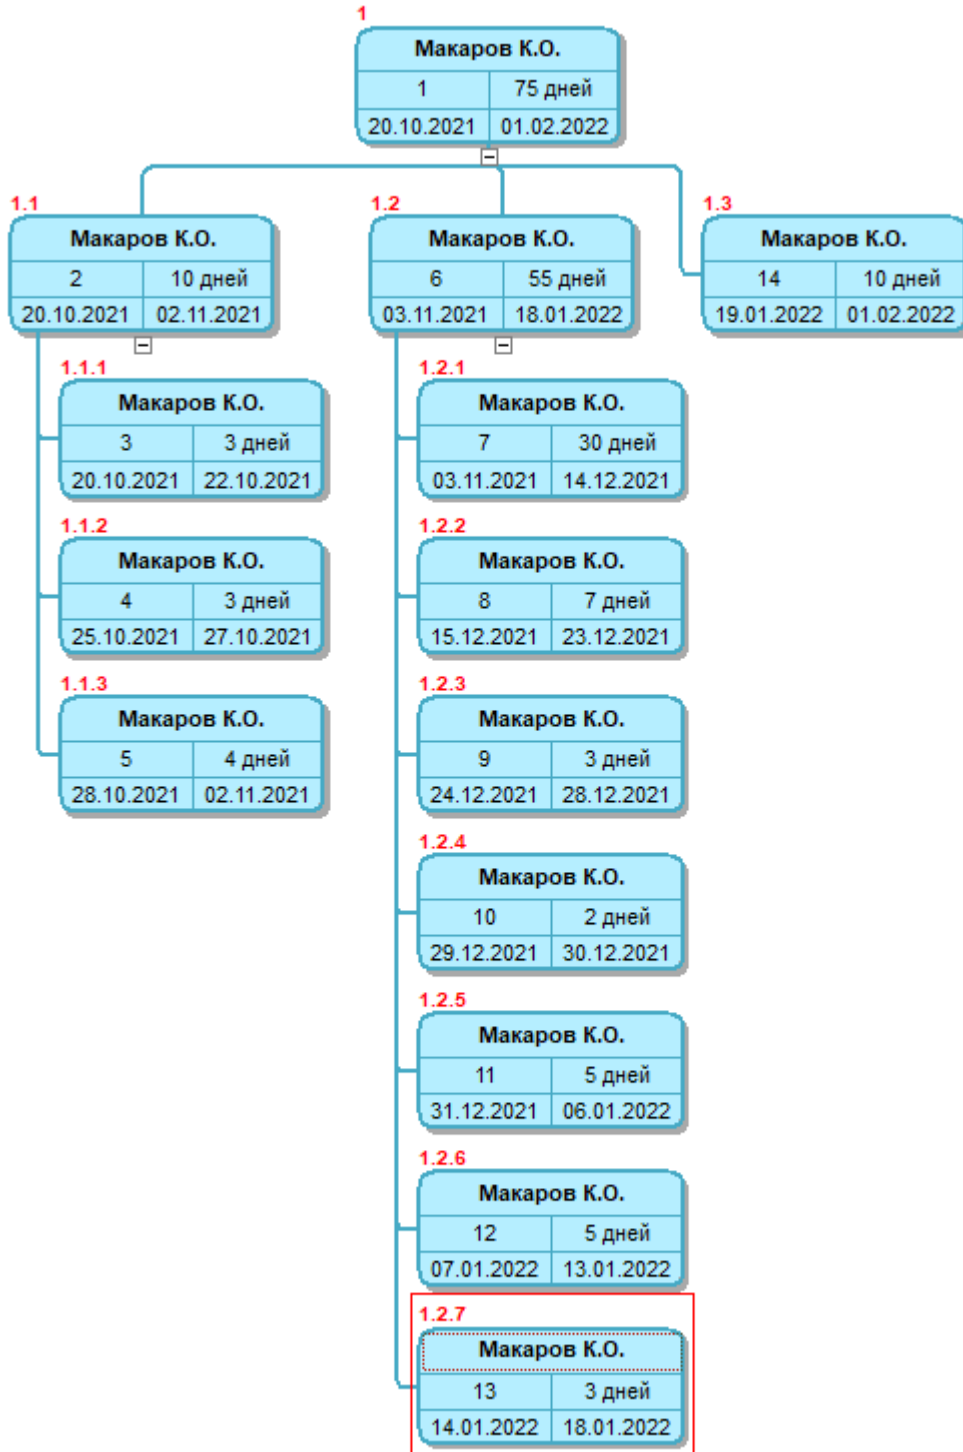 1
Макаров К.О.
1 75 дней
20.10.2021 01.02.2022
1.1
Макаров К.О.
2 10 дней
20.10.2021 02.11.2021
1.1.1
Макаров К.О.
3 3 дней
20.10.2021 22.10.2021
1.1.2
Макаров К.О.
4 3 дней
25.10.2021 27.10.2021
1.1.3
Макаров К.О.
5 4 дней
28.10.2021 02.11.2021
1.2
Макаров К.О.
6 55 дней
03.11.2021 18.01.2022
1.2.1
Макаров К.О.
7 30 дней
03.11.2021 14.12.2021
1.2.2
Макаров К.О.
8 7 дней
15.12.2021 23.12.2021
1.2.3
Макаров К.О.
9 3 дней
24.12.2021 28.12.2021
1.2.4
Макаров К.О.
10 2 дней
29.12.2021 30.12.2021
1.2.5
Макаров К.О.
11 5 дней
31.12.2021 06.01.2022
1.2.6
Макаров К.О.
12 5 дней
07.01.2022 13.01.2022
1.2.7
Макаров К.О.
13 3 дней
14.01.2022 18.01.2022
1.3
Макаров К.О.
14 10 дней
19.01.2022 01.02.2022